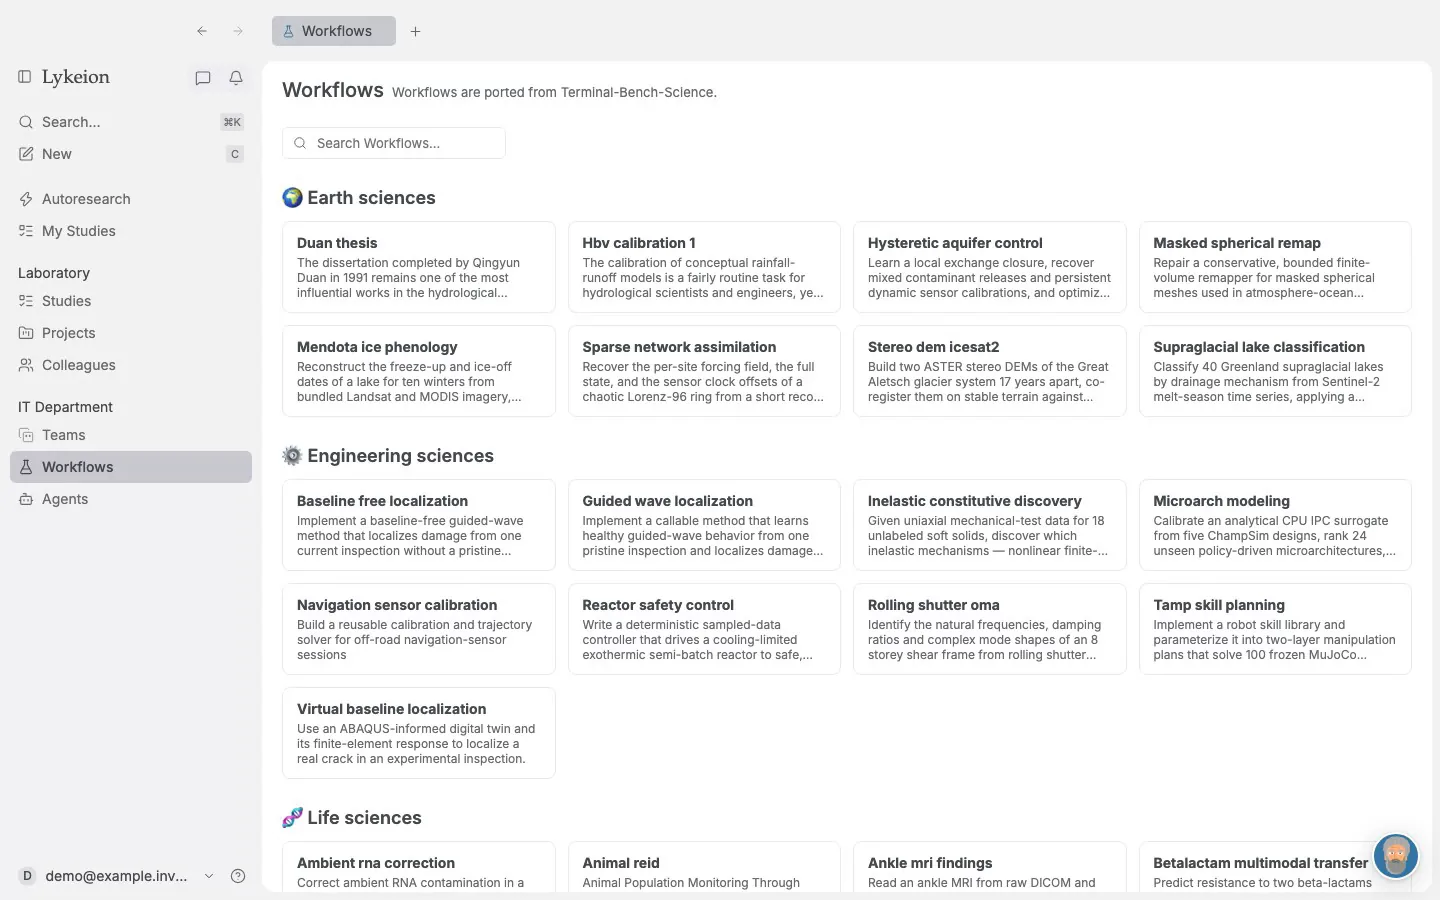 Workflows
Lykeion
Search...
⌘K
New
C
Autoresearch
My Studies
Laboratory
Studies
Projects
Colleagues
IT Department
Teams
Workflows
Agents
D
demo@example.inv...
Workflows
Workflows are ported from Terminal-Bench-Science.
Search Workflows...
Earth sciences
Duan thesis
The dissertation completed by Qingyun
Duan in 1991 remains one of the most
influential works in the hydrological...
Hbv calibration 1
The calibration of conceptual rainfall-
runoff models is a fairly routine task for
hydrological scientists and engineers, ye...
Hysteretic aquifer control
Learn a local exchange closure, recover
mixed contaminant releases and persistent
dynamic sensor calibrations, and optimiz...
Masked spherical remap
Repair a conservative, bounded finite-
volume remapper for masked spherical
meshes used in atmosphere-ocean...
Mendota ice phenology
Reconstruct the freeze-up and ice-off
dates of a lake for ten winters from
bundled Landsat and MODIS imagery,...
Sparse network assimilation
Recover the per-site forcing field, the full
state, and the sensor clock offsets of a
chaotic Lorenz-96 ring from a short reco...
Stereo dem icesat2
Build two ASTER stereo DEMs of the Great
Aletsch glacier system 17 years apart, co-
register them on stable terrain against...
Supraglacial lake classification
Classify 40 Greenland supraglacial lakes
by drainage mechanism from Sentinel-2
melt-season time series, applying a...
Engineering sciences
Baseline free localization
Implement a baseline-free guided-wave
method that localizes damage from one
current inspection without a pristine...
Guided wave localization
Implement a callable method that learns
healthy guided-wave behavior from one
pristine inspection and localizes damage...
Inelastic constitutive discovery
Given uniaxial mechanical-test data for 18
unlabeled soft solids, discover which
inelastic mechanisms — nonlinear finite-...
Microarch modeling
Calibrate an analytical CPU IPC surrogate
from five ChampSim designs, rank 24
unseen policy-driven microarchitectures,...
Navigation sensor calibration
Build a reusable calibration and trajectory
solver for off-road navigation-sensor
sessions
Reactor safety control
Write a deterministic sampled-data
controller that drives a cooling-limited
exothermic semi-batch reactor to safe,...
Rolling shutter oma
Identify the natural frequencies, damping
ratios and complex mode shapes of an 8
storey shear frame from rolling shutter...
Tamp skill planning
Implement a robot skill library and
parameterize it into two-layer manipulation
plans that solve 100 frozen MuJoCo...
Virtual baseline localization
Use an ABAQUS-informed digital twin and
its finite-element response to localize a
real crack in an experimental inspection.
Life sciences
Ambient rna correction
Correct ambient RNA contamination in a
Animal reid
Animal Population Monitoring Through
Ankle mri findings
Read an ankle MRI from raw DICOM and
Betalactam multimodal transfer
Predict resistance to two beta-lactams